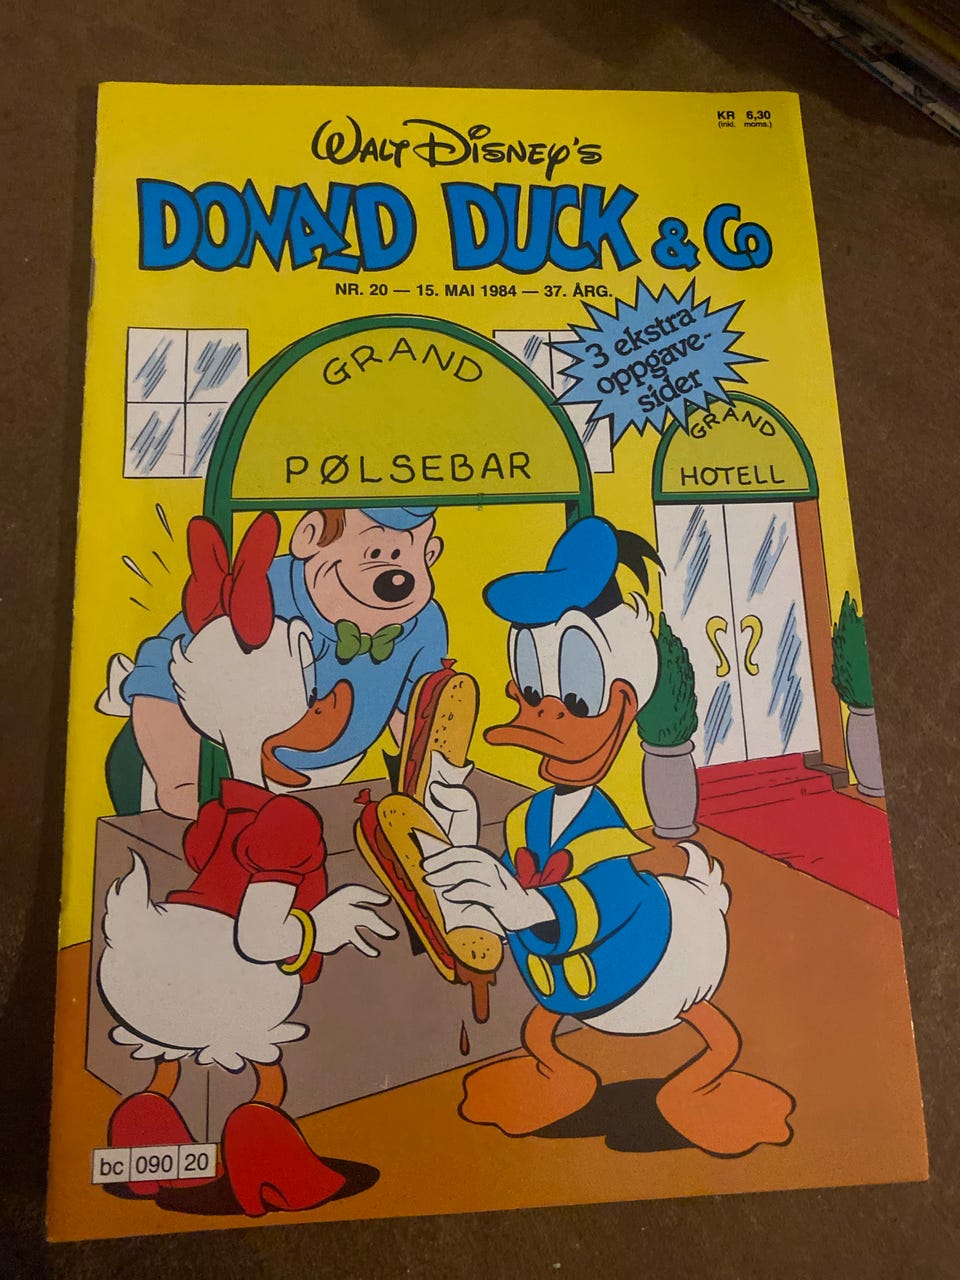 Walt Disney's
DONALD DUCK & Co
KR 6,30
(inkl. moms.)
NR. 20 — 15. MAI 1984 — 37. ÅRG.
3 ekstra
oppgave-
sider
GRAND
PØLSEBAR
GRAND
HOTELL
bc 090 20